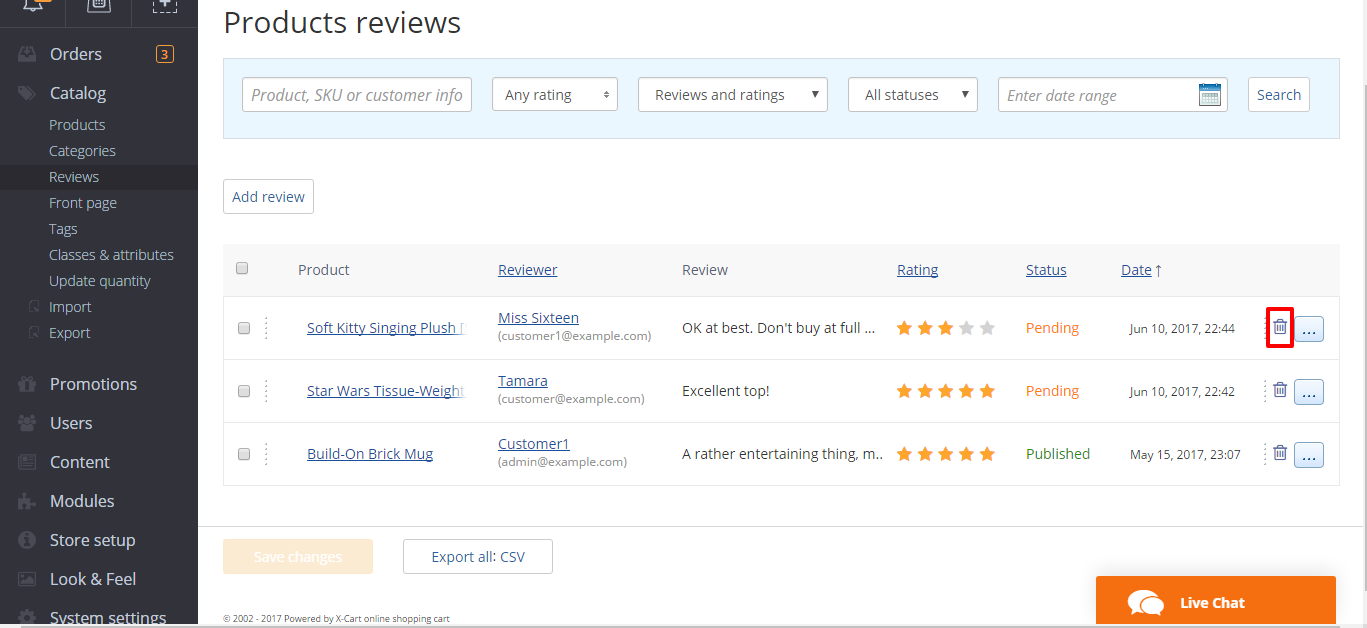 Products reviews
Orders 3
Catalog
Products
Categories
Reviews
Front page
Tags
Classes & attributes
Update quantity
Import
Export
Promotions
Users
Content
Modules
Store setup
Look & Feel
System settings
Product, SKU or customer info Any rating Reviews and ratings All statuses Enter date range Search
Add review
Product Reviewer Review Rating Status Date ↑
Soft Kitty Singing Plush Miss Sixteen OK at best. Don't buy at full ... Pending Jun 10, 2017, 22:44 ...
(customer1@example.com)
Star Wars Tissue-Weight Tamara Excellent top! Pending Jun 10, 2017, 22:42 ...
(customer@example.com)
Build-On Brick Mug Customer1 A rather entertaining thing, m.. Published May 15, 2017, 23:07 ...
(admin@example.com)
Save changes Export all: CSV
© 2002 - 2017 Powered by X-Cart online shopping cart
Live Chat